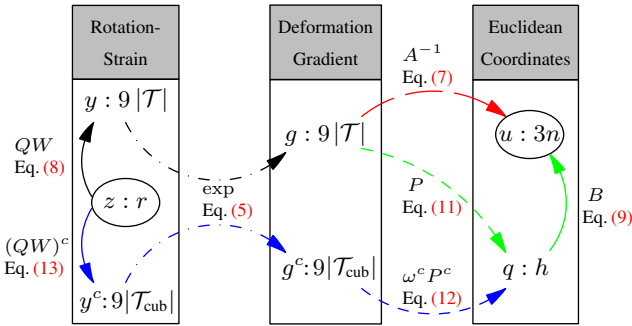 Rotation-
Strain
Deformation
Gradient
Euclidean
Coordinates
y : 9 |𝒯|
g : 9 |𝒯|
A⁻¹
Eq. (7)
u : 3n
QW
Eq. (8)
z : r
exp
Eq. (5)
P
Eq. (11)
B
Eq. (9)
(QW)ᶜ
Eq. (13)
yᶜ : 9|𝒯cub|
gᶜ : 9|𝒯cub|
ωᶜPᶜ
Eq. (12)
q : h